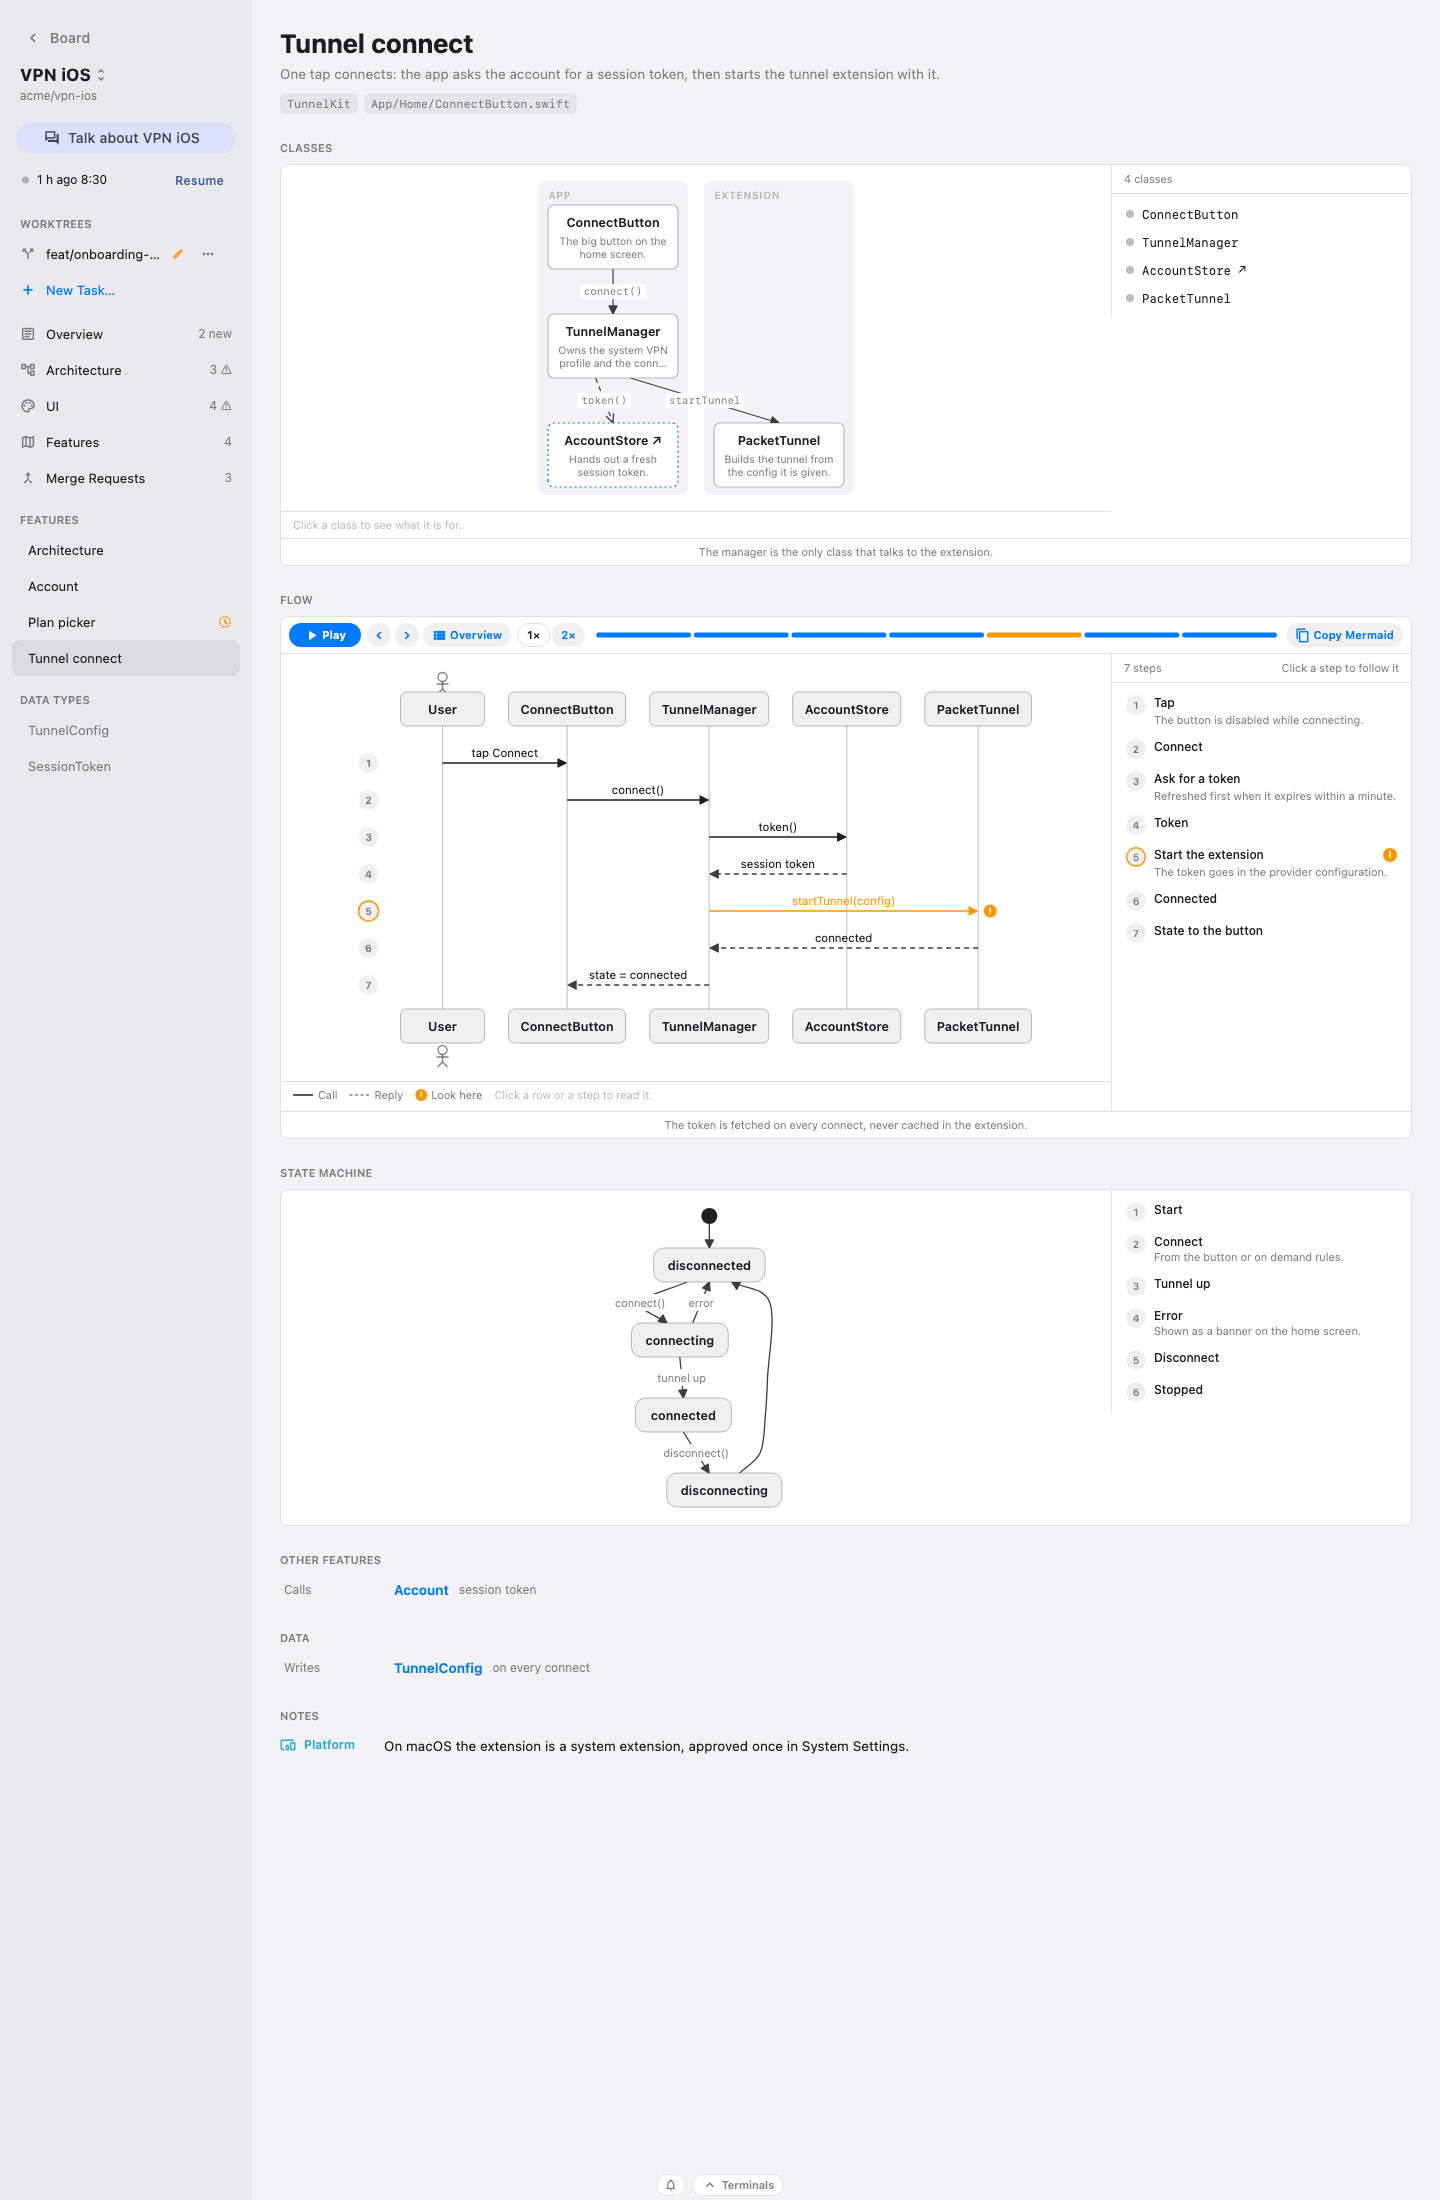 Board
VPN iOS
acme/vpn-ios
Talk about VPN iOS
1 h ago 8:30
Resume
WORKTREES
feat/onboarding-...
New Task...
Overview 2 new
Architecture 3
UI 4
Features 4
Merge Requests 3
FEATURES
Architecture
Account
Plan picker
Tunnel connect
DATA TYPES
TunnelConfig
SessionToken
Tunnel connect
One tap connects: the app asks the account for a session token, then starts the tunnel extension with it.
TunnelKit App/Home/ConnectButton.swift
CLASSES
APP
EXTENSION
ConnectButton
The big button on the
home screen.
connect()
TunnelManager
Owns the system VPN
profile and the conn...
token()
startTunnel
AccountStore ↗
Hands out a fresh
session token.
PacketTunnel
Builds the tunnel from
the config it is given.
Click a class to see what it is for.
4 classes
ConnectButton
TunnelManager
AccountStore ↗
PacketTunnel
The manager is the only class that talks to the extension.
FLOW
Play
Overview
1×
2×
Copy Mermaid
User ConnectButton TunnelManager AccountStore PacketTunnel
1 tap Connect
2 connect()
3 token()
4 session token
5 startTunnel(config)
6 connected
7 state = connected
User ConnectButton TunnelManager AccountStore PacketTunnel
Call Reply Look here Click a row or a step to read it.
7 steps Click a step to follow it
1 Tap
The button is disabled while connecting.
2 Connect
3 Ask for a token
Refreshed first when it expires within a minute.
4 Token
5 Start the extension
The token goes in the provider configuration.
6 Connected
7 State to the button
The token is fetched on every connect, never cached in the extension.
STATE MACHINE
disconnected
connect() error
connecting
tunnel up
connected
disconnect()
disconnecting
1 Start
2 Connect
From the button or on demand rules.
3 Tunnel up
4 Error
Shown as a banner on the home screen.
5 Disconnect
6 Stopped
OTHER FEATURES
Calls Account session token
DATA
Writes TunnelConfig on every connect
NOTES
Platform On macOS the extension is a system extension, approved once in System Settings.
Terminals